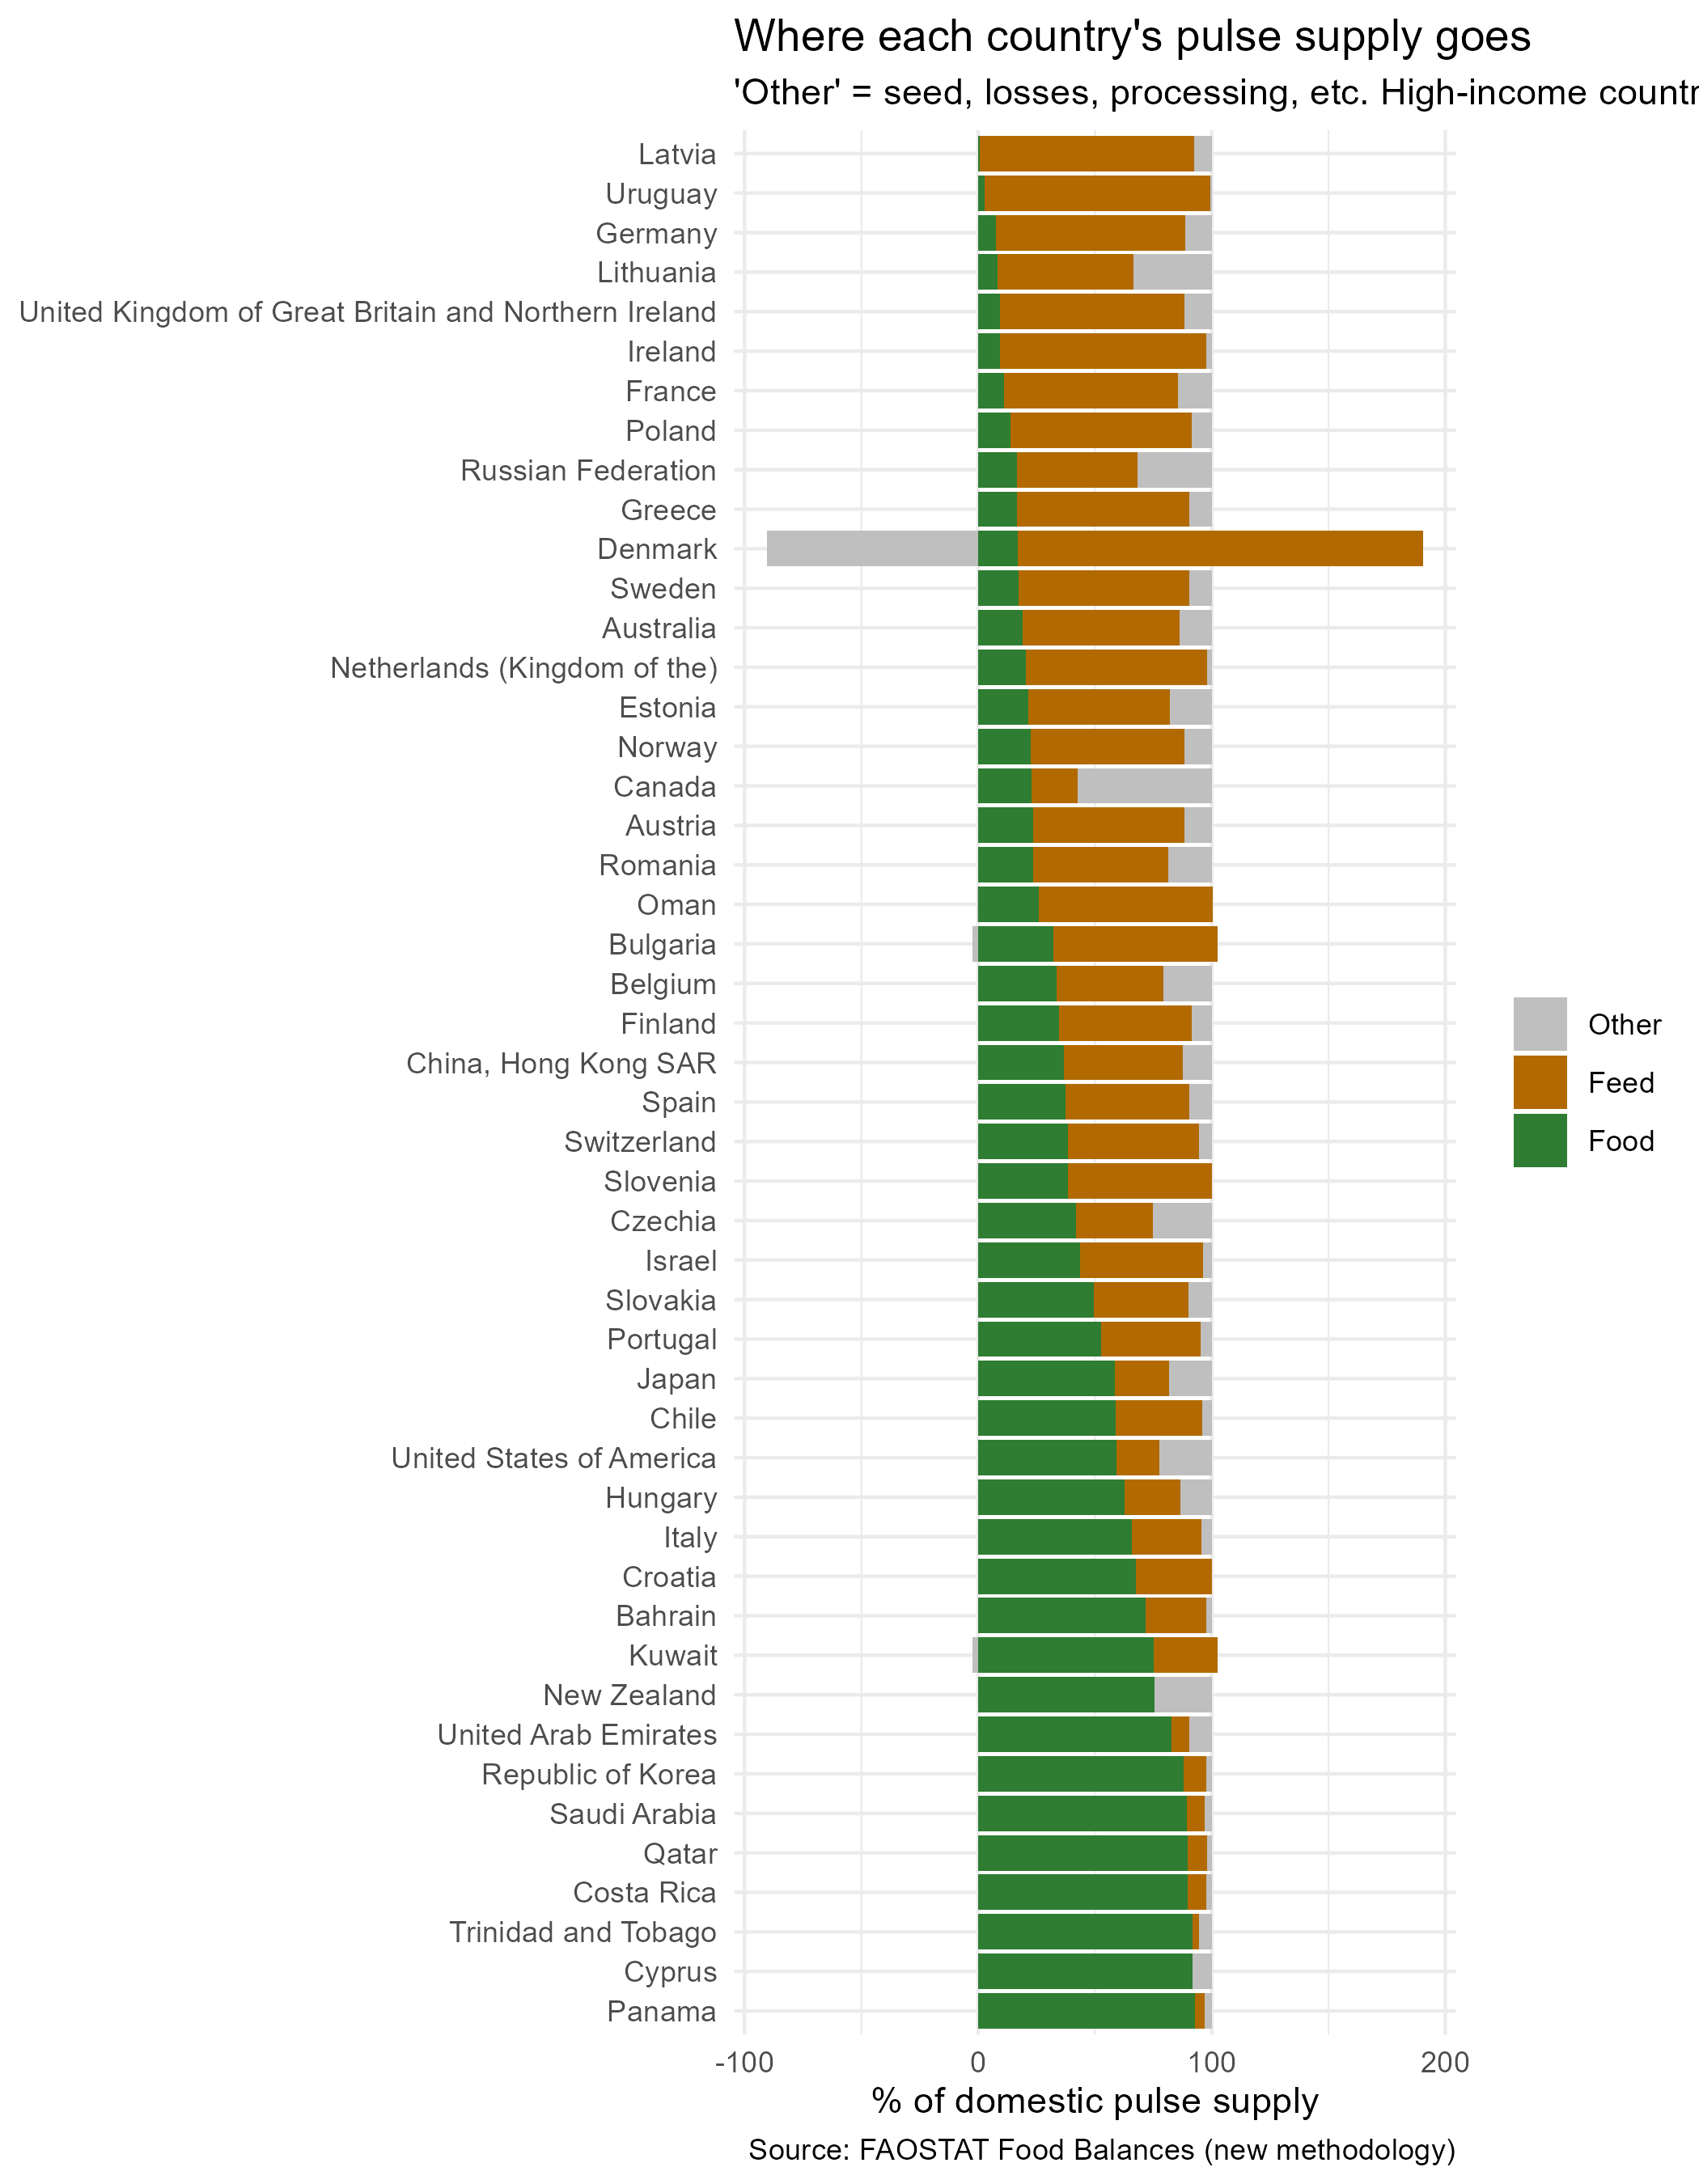 Where each country's pulse supply goes
'Other' = seed, losses, processing, etc. High-income
Latvia
Uruguay
Germany
Lithuania
United Kingdom of Great Britain and Northern Ireland
Ireland
France
Poland
Russian Federation
Greece
Denmark
Sweden
Australia
Netherlands (Kingdom of the)
Estonia
Norway
Canada
Austria
Romania
Oman
Bulgaria
Belgium
Finland
China, Hong Kong SAR
Spain
Switzerland
Slovenia
Czechia
Israel
Slovakia
Portugal
Japan
Chile
United States of America
Hungary
Italy
Croatia
Bahrain
Kuwait
New Zealand
United Arab Emirates
Republic of Korea
Saudi Arabia
Qatar
Costa Rica
Trinidad and Tobago
Cyprus
Panama
-100 0 100 200
% of domestic pulse supply
Other
Feed
Food
Source: FAOSTAT Food Balances (new methodology)